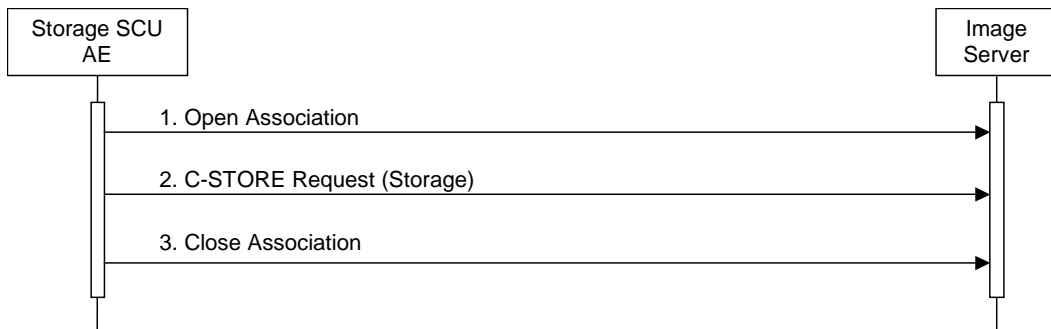 Storage SCU
AE
Image
Server
1. Open Association
2. C-STORE Request (Storage)
3. Close Association